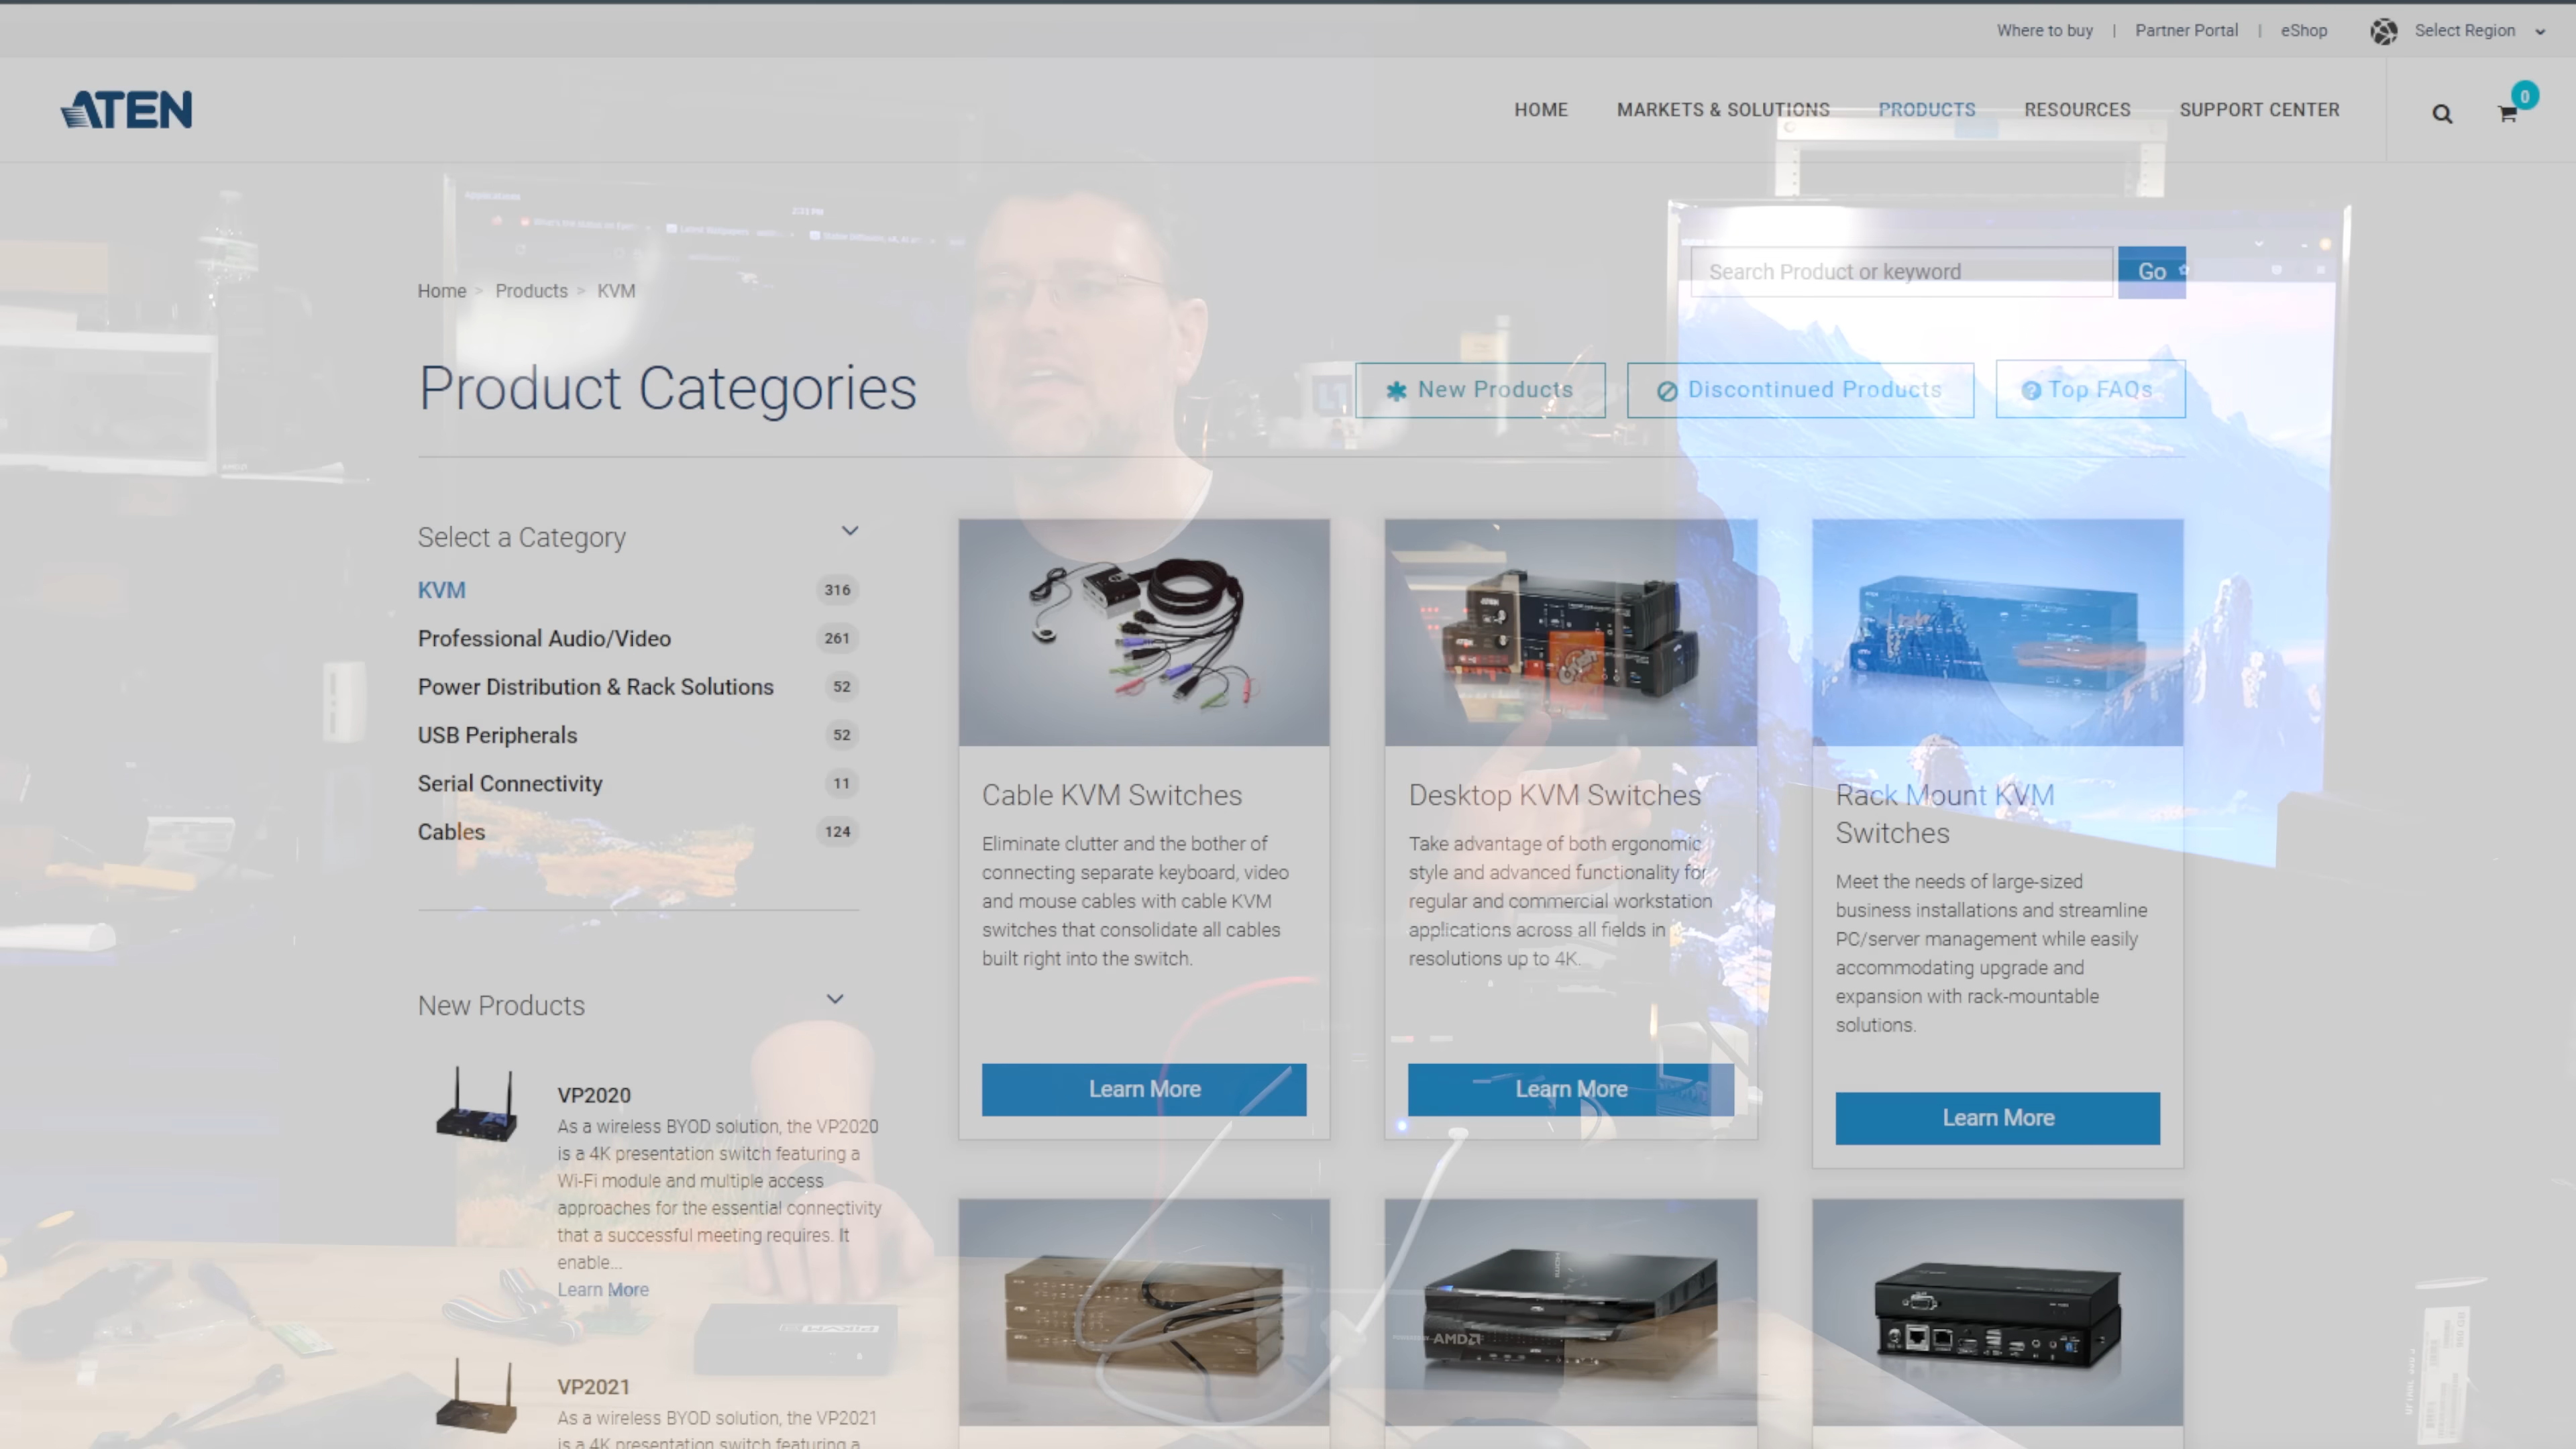 Where to buy | Partner Portal | eShop Select Region
ATEN
HOME MARKETS & SOLUTIONS PRODUCTS RESOURCES SUPPORT CENTER
0
Applications
Home > Products > KVM
Search Product or keyword
Go
Product Categories
New Products
Discontinued Products
Top FAQs
Select a Category
KVM 316
Professional Audio/Video 261
Power Distribution & Rack Solutions 52
USB Peripherals 52
Serial Connectivity 11
Cables 124
Cable KVM Switches
Eliminate clutter and the bother of
connecting separate keyboard, video
and mouse cables with cable KVM
switches that consolidate all cables
built right into the switch.
Learn More
Desktop KVM Switches
Take advantage of both ergonomic
style and advanced functionality for
regular and commercial workstation
applications across all fields in
resolutions up to 4K.
Learn More
Rack Mount KVM
Switches
Meet the needs of large-sized
business installations and streamline
PC/server management while easily
accommodating upgrade and
expansion with rack-mountable
solutions.
Learn More
New Products
VP2020
As a wireless BYOD solution, the VP2020
is a 4K presentation switch featuring a
Wi-Fi module and multiple access
approaches for the essential connectivity
that a successful meeting requires. It
enable...
Learn More
VP2021
As a wireless BYOD solution, the VP2021
is a 4K presentation switch featuring a
AMD